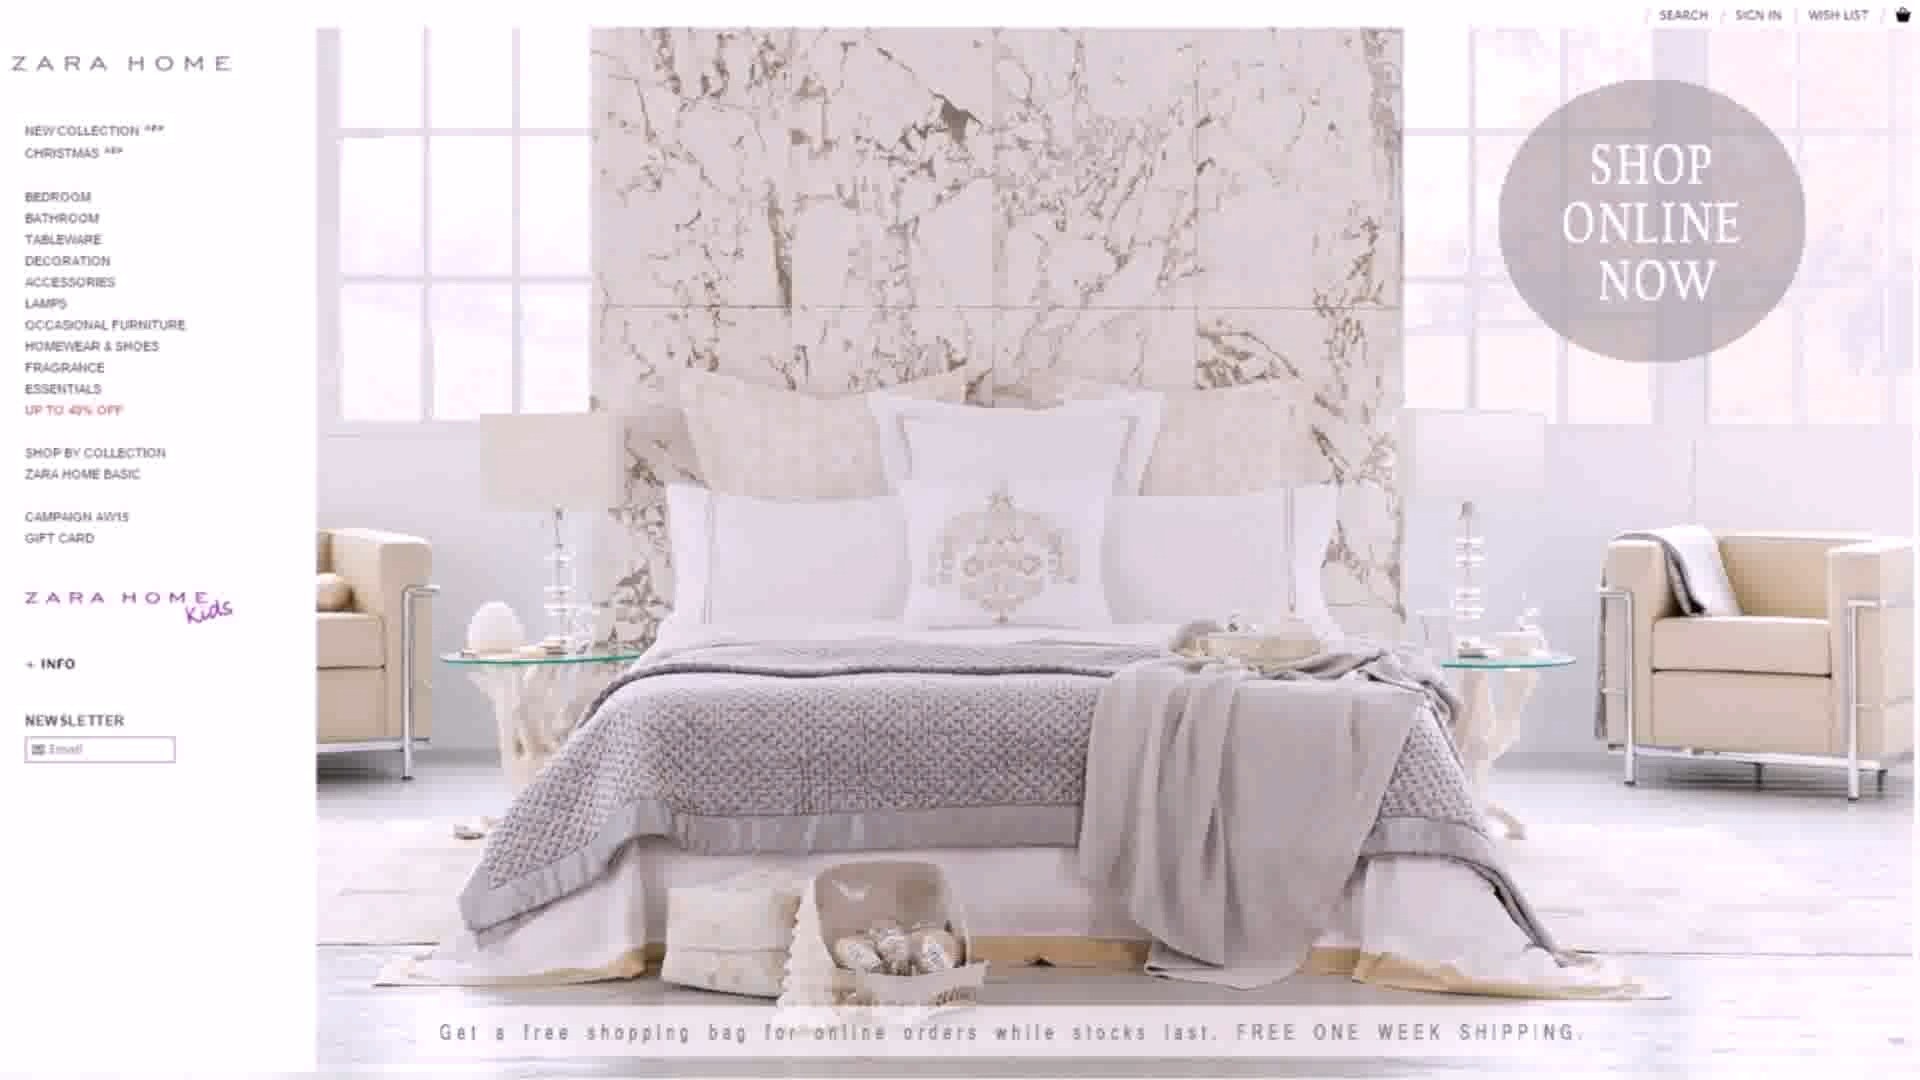 SEARCH
SIGN IN
WISH LIST
ZARA HOME
NEW COLLECTION
CHRISTMAS
BEDROOM
BATHROOM
TABLEWARE
DECORATION
ACCESSORIES
LAMPS
OCCASIONAL FURNITURE
HOMEWEAR & SHOES
FRAGRANCE
ESSENTIALS
UP TO 40% OFF
SHOP BY COLLECTION
ZARA HOME BASIC
CAMPAIGN AW15
GIFT CARD
ZARA HOME
Kids
+ INFO
NEWSLETTER
Email
SHOP
ONLINE
NOW
Get a free shopping bag for online orders while stocks last. FREE ONE WEEK SHIPPING.